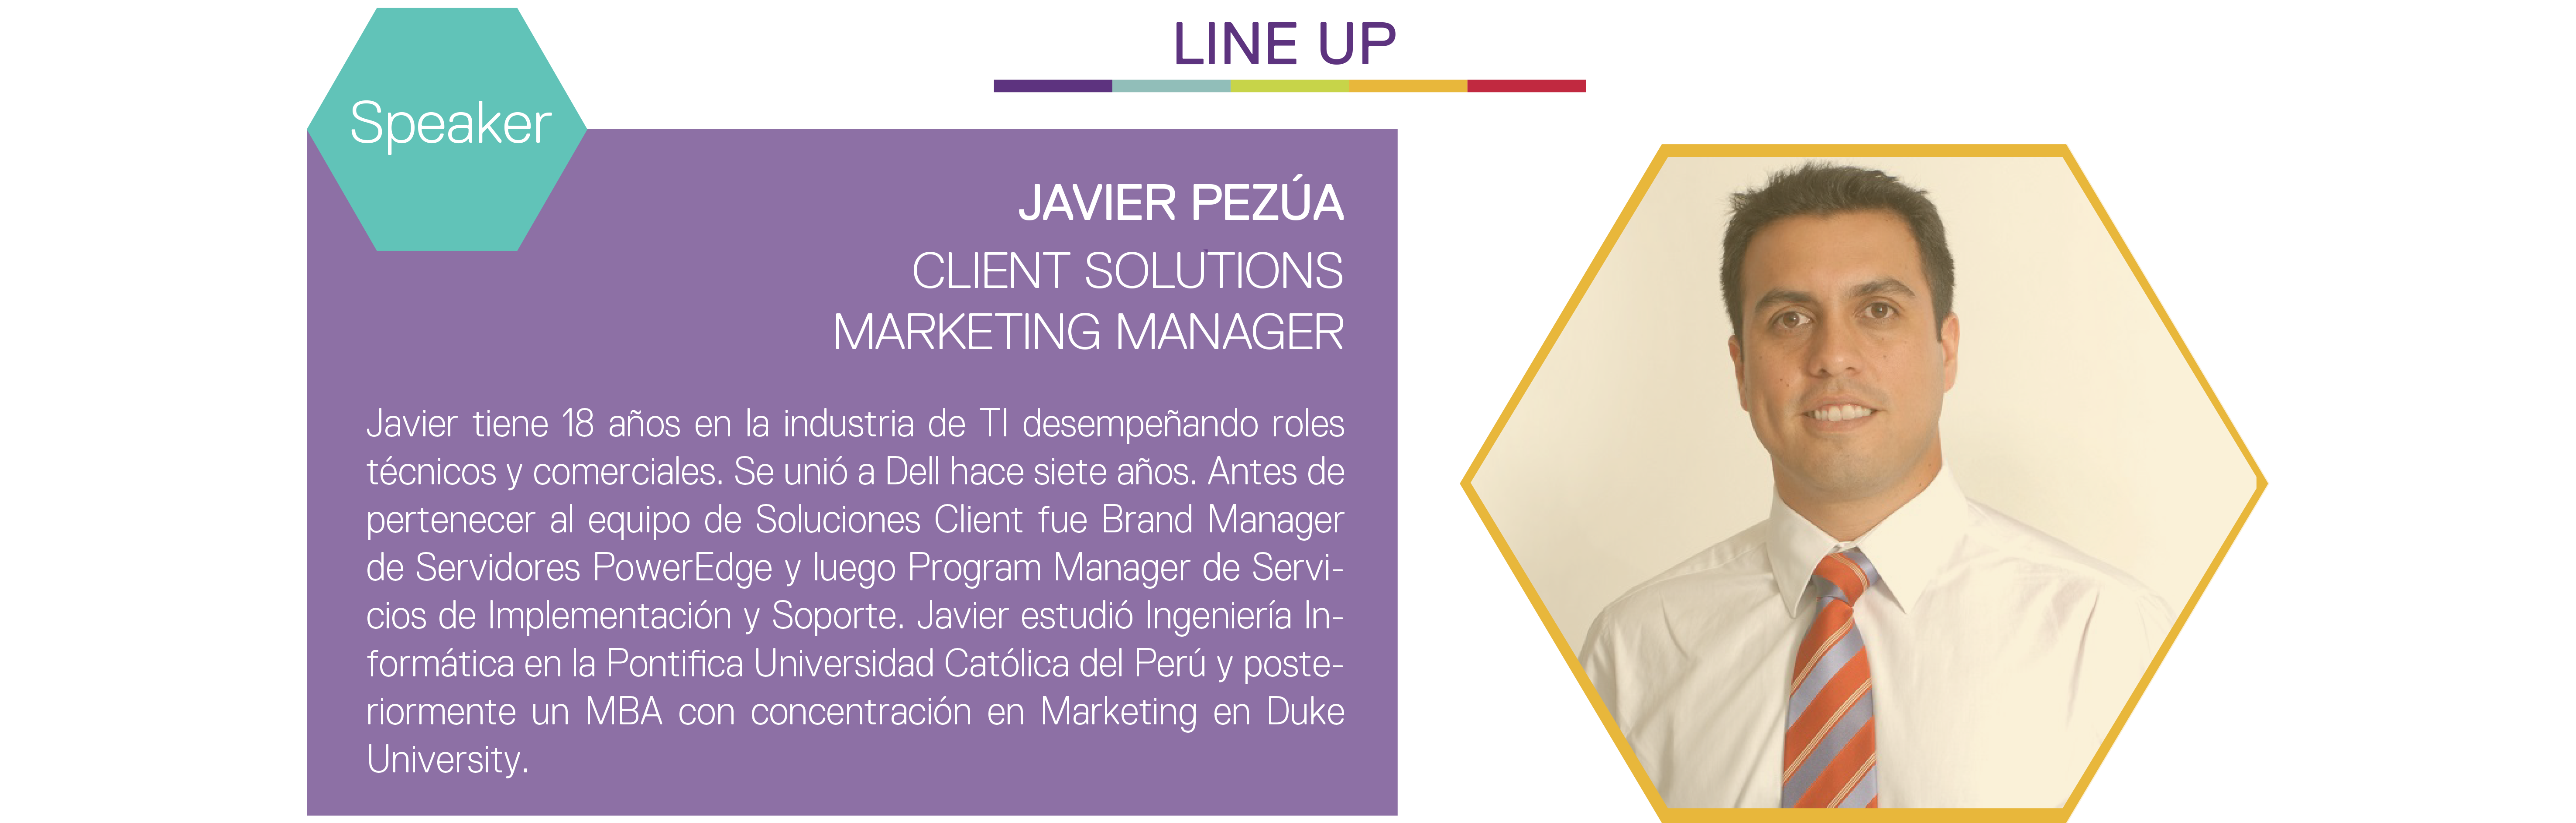 LINE UP
Speaker
JAVIER PEZÚA
CLIENT SOLUTIONS
MARKETING MANAGER
Javier tiene 18 años en la industria de TI desempeñando roles
técnicos y comerciales. Se unió a Dell hace siete años. Antes de
pertenecer al equipo de Soluciones Client fue Brand Manager
de Servidores PowerEdge y luego Program Manager de Servi-
cios de Implementación y Soporte. Javier estudió Ingeniería In-
formática en la Pontifica Universidad Católica del Perú y poste-
riormente un MBA con concentración en Marketing en Duke
University.